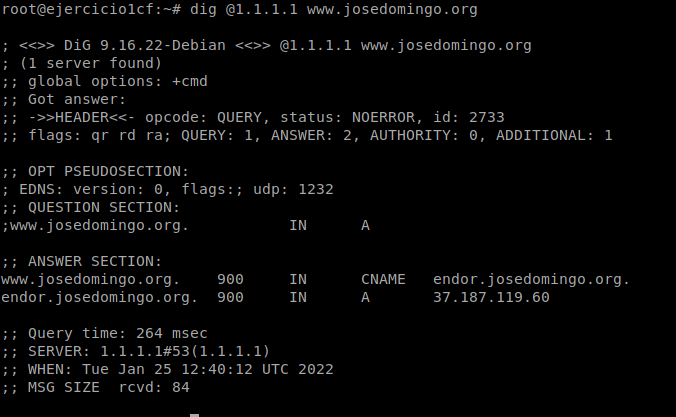 root@ejercicio1cf:~# dig @1.1.1.1 www.josedomingo.org
; <<>> DiG 9.16.22-Debian <<>> @1.1.1.1 www.josedomingo.org
; (1 server found)
;; global options: +cmd
;; Got answer:
;; ->>HEADER<<- opcode: QUERY, status: NOERROR, id: 2733
;; flags: qr rd ra; QUERY: 1, ANSWER: 2, AUTHORITY: 0, ADDITIONAL: 1
;; OPT PSEUDOSECTION:
; EDNS: version: 0, flags:; udp: 1232
;; QUESTION SECTION:
;www.josedomingo.org. IN A
;; ANSWER SECTION:
www.josedomingo.org. 900 IN CNAME endor.josedomingo.org.
endor.josedomingo.org. 900 IN A 37.187.119.60
;; Query time: 264 msec
;; SERVER: 1.1.1.1#53(1.1.1.1)
;; WHEN: Tue Jan 25 12:40:12 UTC 2022
;; MSG SIZE  rcvd: 84